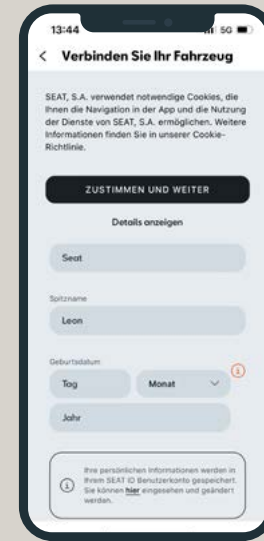 13:44
5G
Verbinden Sie Ihr Fahrzeug
SEAT, S.A. verwendet notwendige Cookies, die
Ihnen die Navigation in der App und die Nutzung
der Dienste von SEAT, S.A. ermöglichen. Weitere
Informationen finden Sie in unserer Cookie-
Richtlinie.
ZUSTIMMEN UND WEITER
Details anzeigen
Seat
Spitzname
Leon
Geburtsdatum
Tag
Monat
Jahr
Ihre persönlichen Informationen werden in
Ihrem SEAT ID Benutzerkonto gespeichert.
Sie können hier eingesehen und geändert
werden.